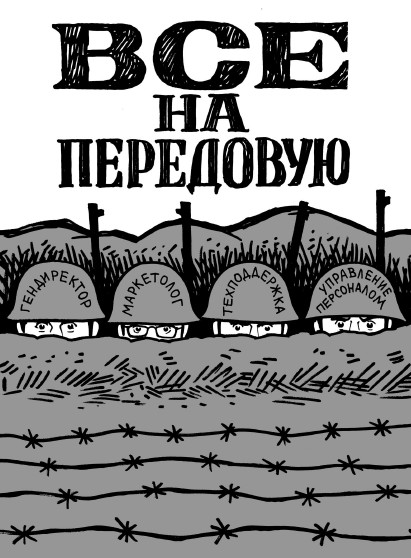 ВСЕ
НА
ПЕРЕДОВУЮ
ГЕНДИРЕКТОР
МАРКЕТОЛОГ
ТЕХПОДДЕРЖКА
УПРАВЛЕНИЕ
ПЕРСОНАЛОМ